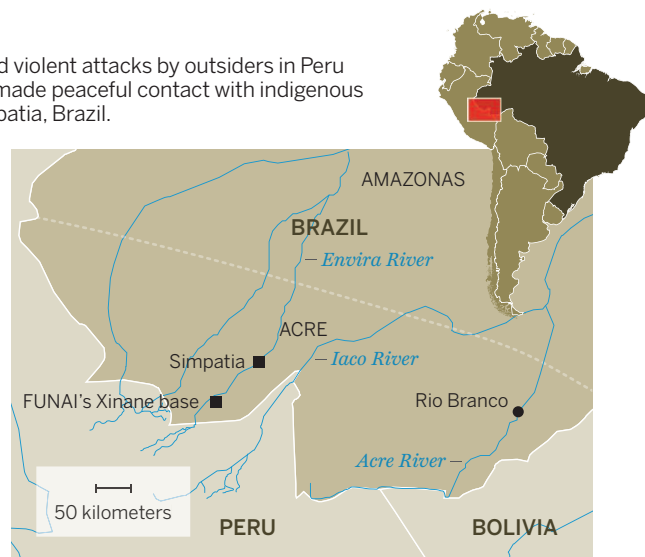 d violent attacks by outsiders in Peru
made peaceful contact with indigenous
patia, Brazil.
AMAZONAS
BRAZIL
Envira River
ACRE
Simpatia
Iaco River
FUNAI’s Xinane base
Rio Branco
Acre River
50 kilometers
PERU
BOLIVIA